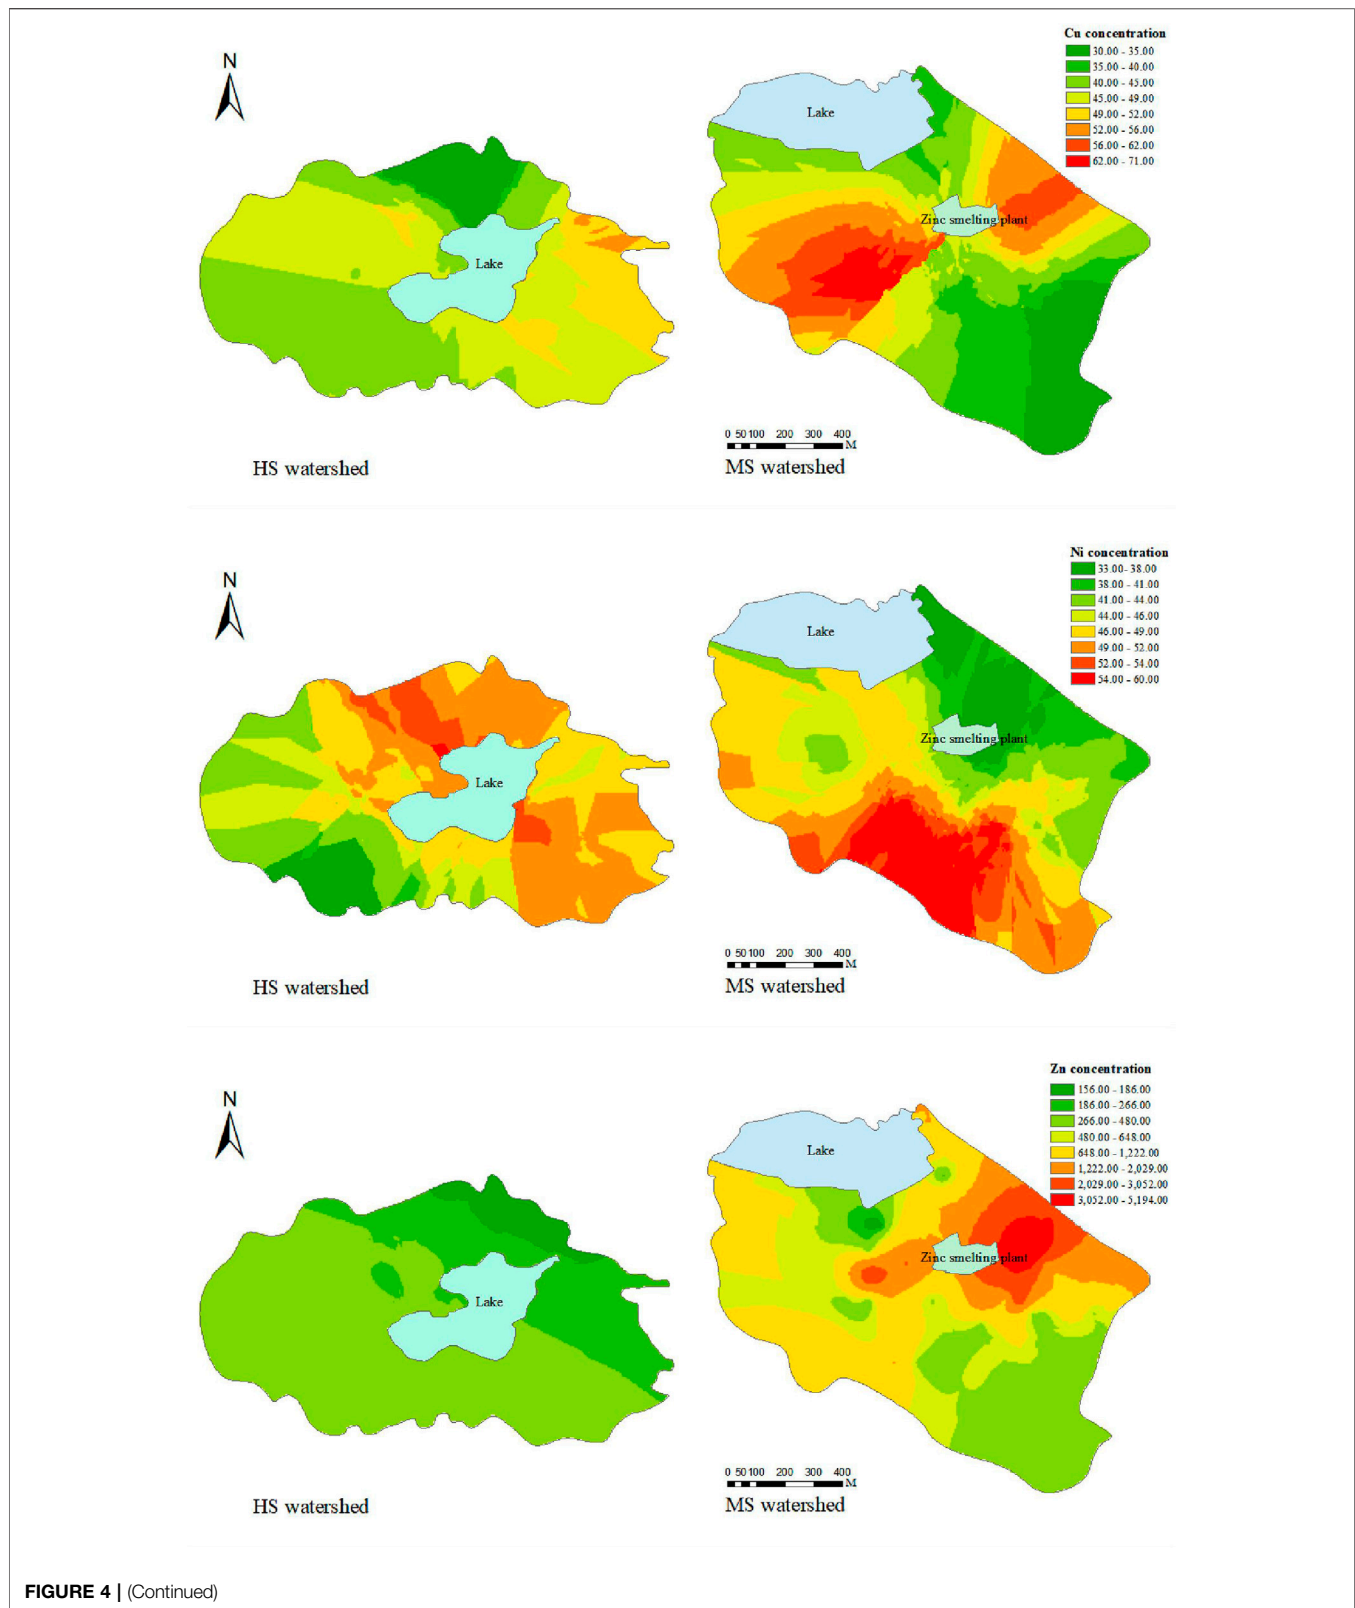 Cu concentration
30.00 - 35.00
35.00 - 40.00
40.00 - 45.00
45.00 - 49.00
49.00 - 52.00
52.00 - 56.00
56.00 - 62.00
62.00 - 71.00
N
Lake
Lake
Zinc smelting plant
0 50 100 200 300 400
M
HS watershed
MS watershed
Ni concentration
33.00- 38.00
38.00 - 41.00
41.00 - 44.00
44.00 - 46.00
46.00 - 49.00
49.00 - 52.00
52.00 - 54.00
54.00 - 60.00
N
Lake
Lake
Zinc smelting plant
0 50 100 200 300 400
M
HS watershed
MS watershed
Zn concentration
156.00 - 186.00
186.00 - 266.00
266.00 - 480.00
480.00 - 648.00
648.00 - 1,222.00
1,222.00 - 2,029.00
2,029.00 - 3,052.00
3,052.00 - 5,194.00
N
Lake
Lake
Zinc smelting plant
0 50 100 200 300 400
M
HS watershed
MS watershed
FIGURE 4 | (Continued)